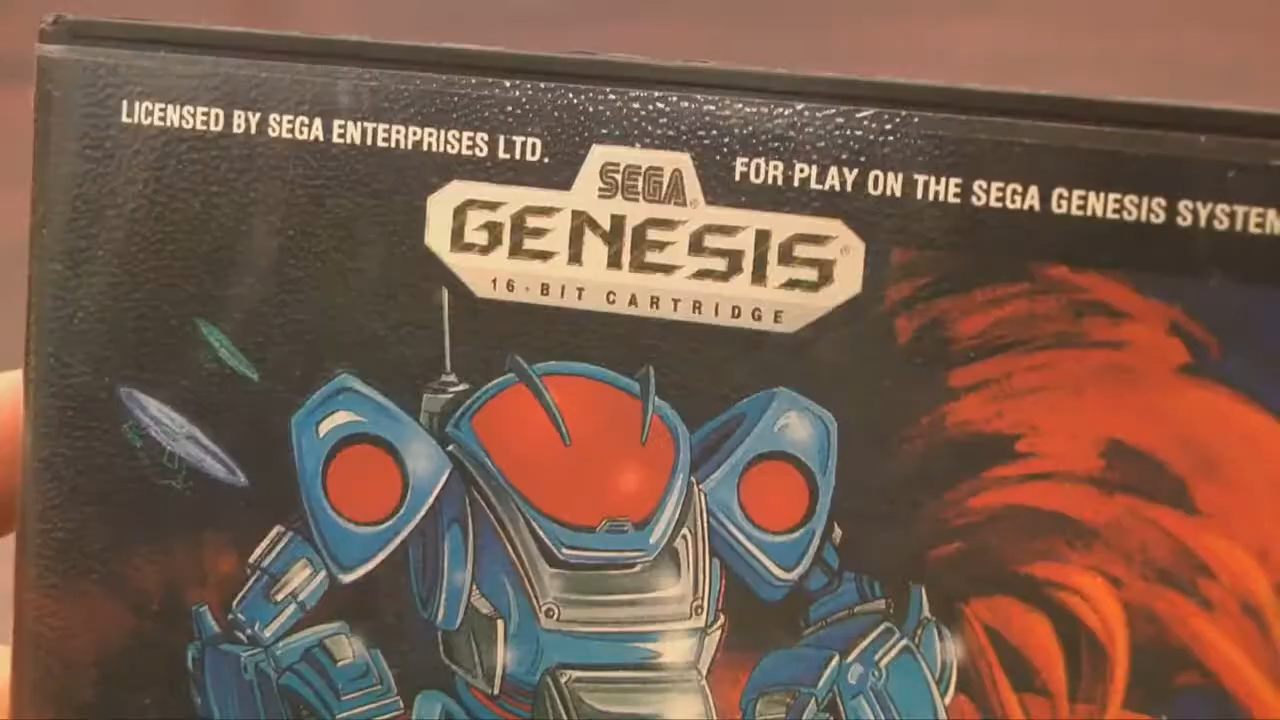 LICENSED BY SEGA ENTERPRISES LTD.
FOR PLAY ON THE SEGA GENESIS SYSTEM
SEGA®
GENESIS®
16-BIT CARTRIDGE